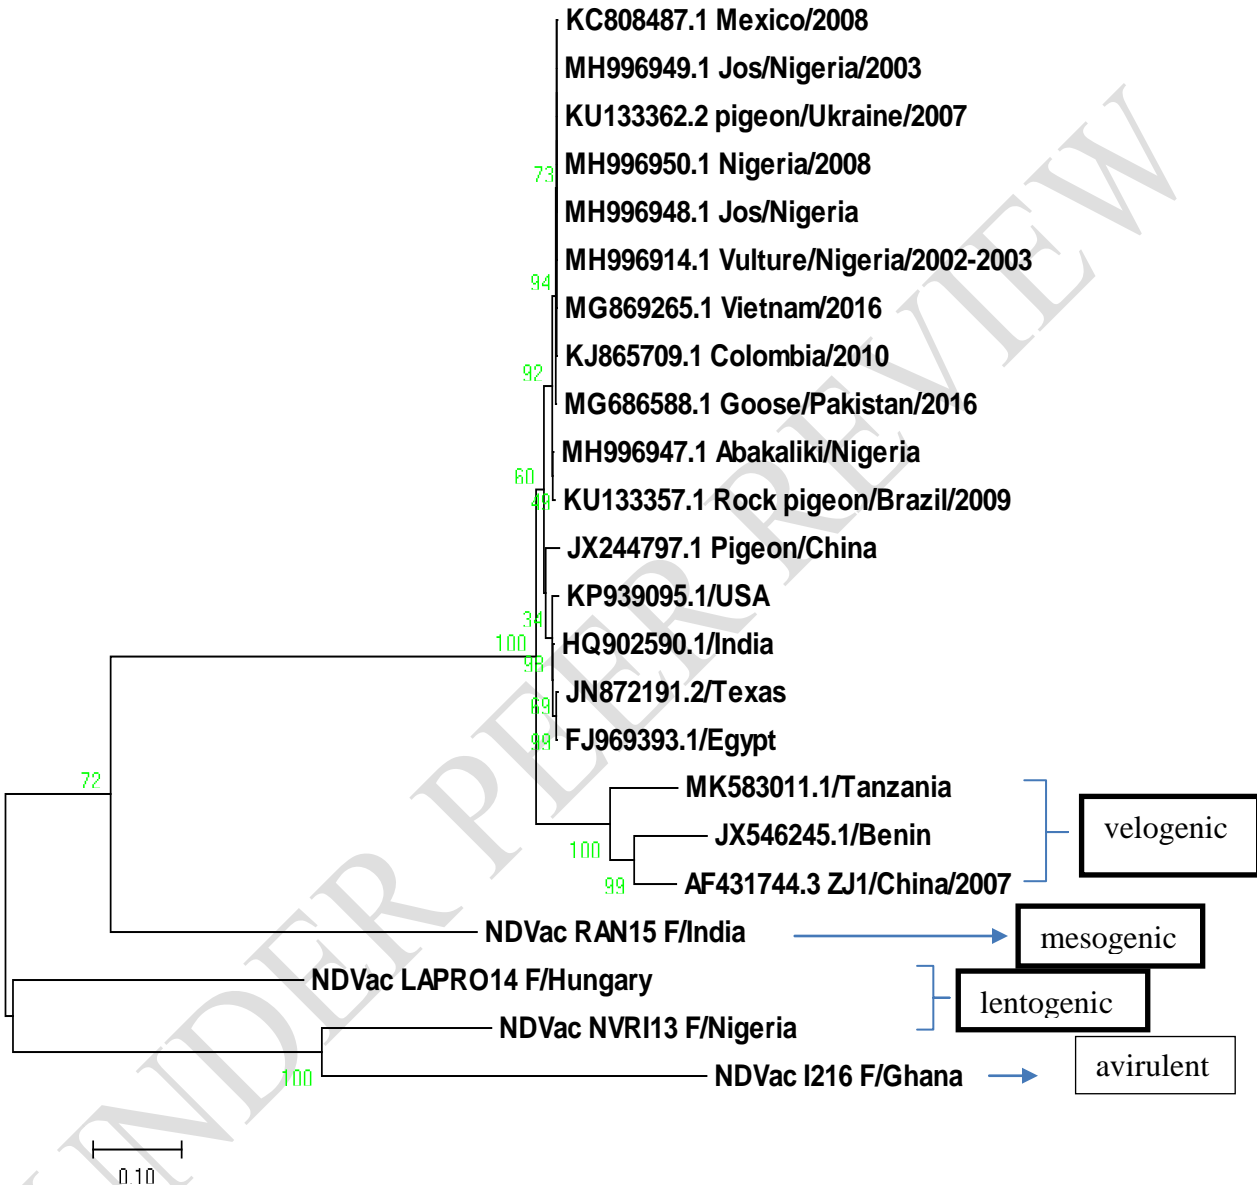 KC808487.1 Mexico/2008
MH996949.1 Jos/Nigeria/2003
KU133362.2 pigeon/Ukraine/2007
73
MH996950.1 Nigeria/2008
MH996948.1 Jos/Nigeria
MH996914.1 Vulture/Nigeria/2002-2003
94
MG869265.1 Vietnam/2016
KJ865709.1 Colombia/2010
92
MG686588.1 Goose/Pakistan/2016
MH996947.1 Abakaliki/Nigeria
60
49
KU133357.1 Rock pigeon/Brazil/2009
JX244797.1 Pigeon/China
KP939095.1/USA
34
100
HQ902590.1/India
98
JN872191.2/Texas
69
FJ969393.1/Egypt
99
72
MK583011.1/Tanzania
velogenic
JX546245.1/Benin
100
AF431744.3 ZJ1/China/2007
99
NDVac RAN15 F/India
mesogenic
NDVac LAPRO14 F/Hungary
lentogenic
NDVac NVRI13 F/Nigeria
NDVac I216 F/Ghana
avirulent
100
0.10
UNDER PEER REVIEW